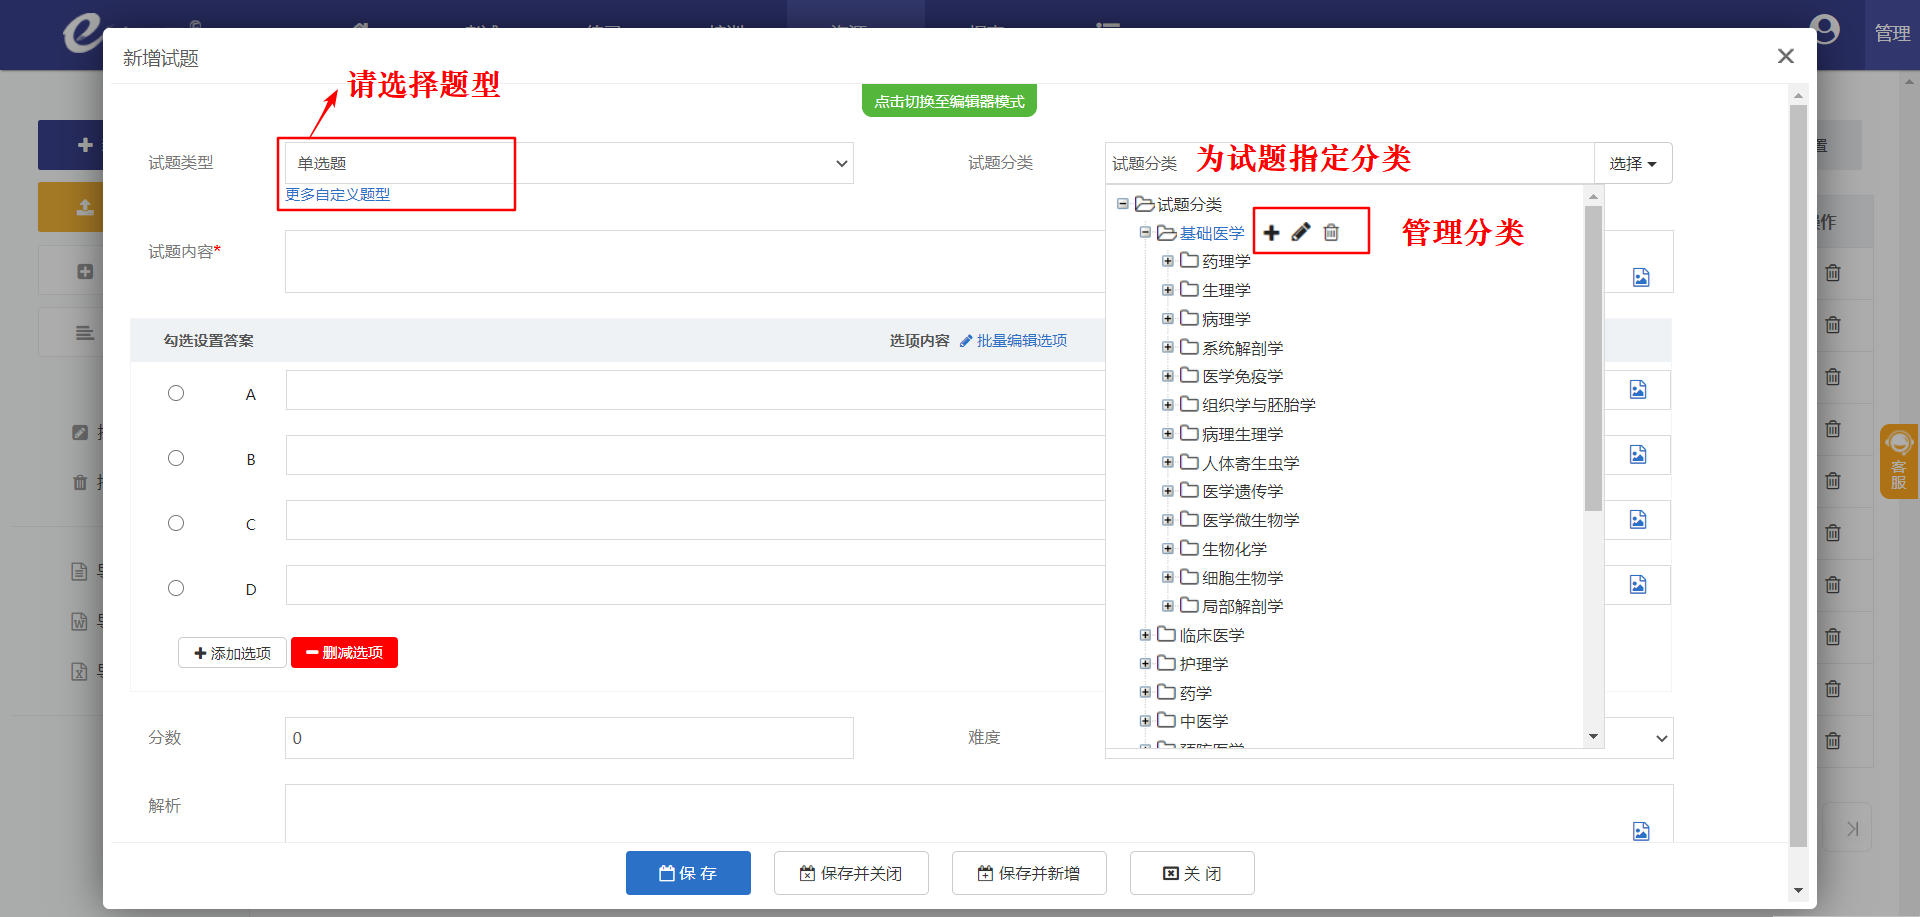 管理
新增试题
请选择题型
点击切换至编辑器模式
试题类型
单选题
更多自定义题型
试题分类
试题分类
为试题指定分类
选择
试题分类
基础医学
管理分类
药理学
生理学
病理学
系统解剖学
医学免疫学
组织学与胚胎学
病理生理学
人体寄生虫学
医学遗传学
医学微生物学
生物化学
细胞生物学
局部解剖学
临床医学
护理学
药学
中医学
试题内容*
勾选设置答案
选项内容
批量编辑选项
A
B
C
D
添加选项
删减选项
分数
0
难度
解析
保 存
保存并关闭
保存并新增
关 闭
客服